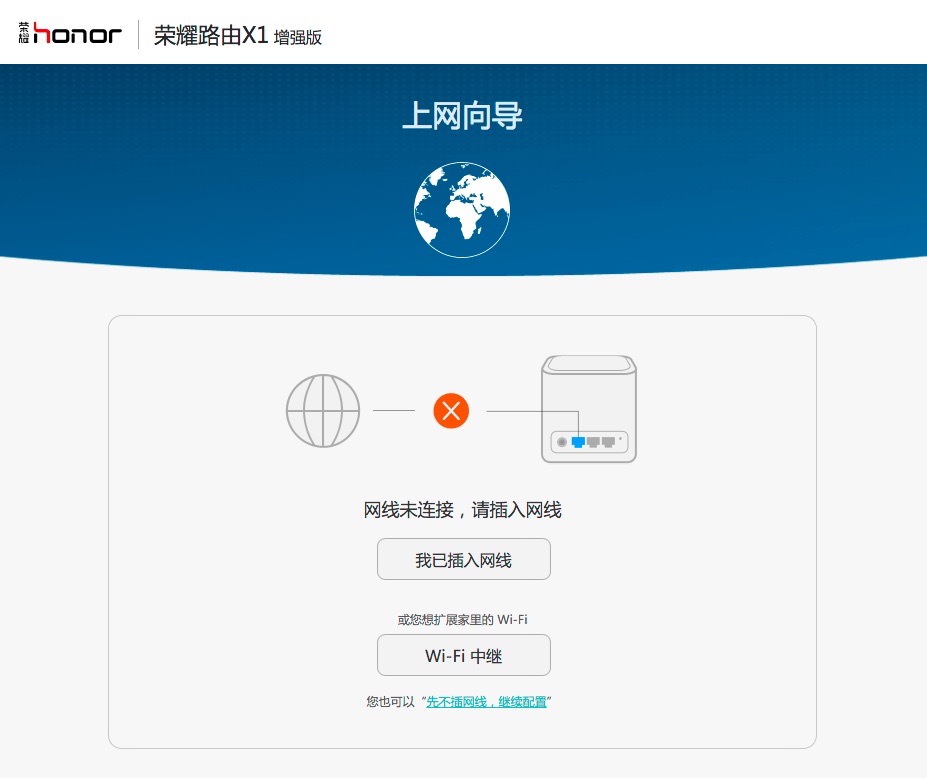 荣耀 honor 荣耀路由X1 增强版
上网向导
网线未连接，请插入网线
我已插入网线
或您想扩展家里的 Wi-Fi
Wi-Fi 中继
您也可以“先不插网线，继续配置”